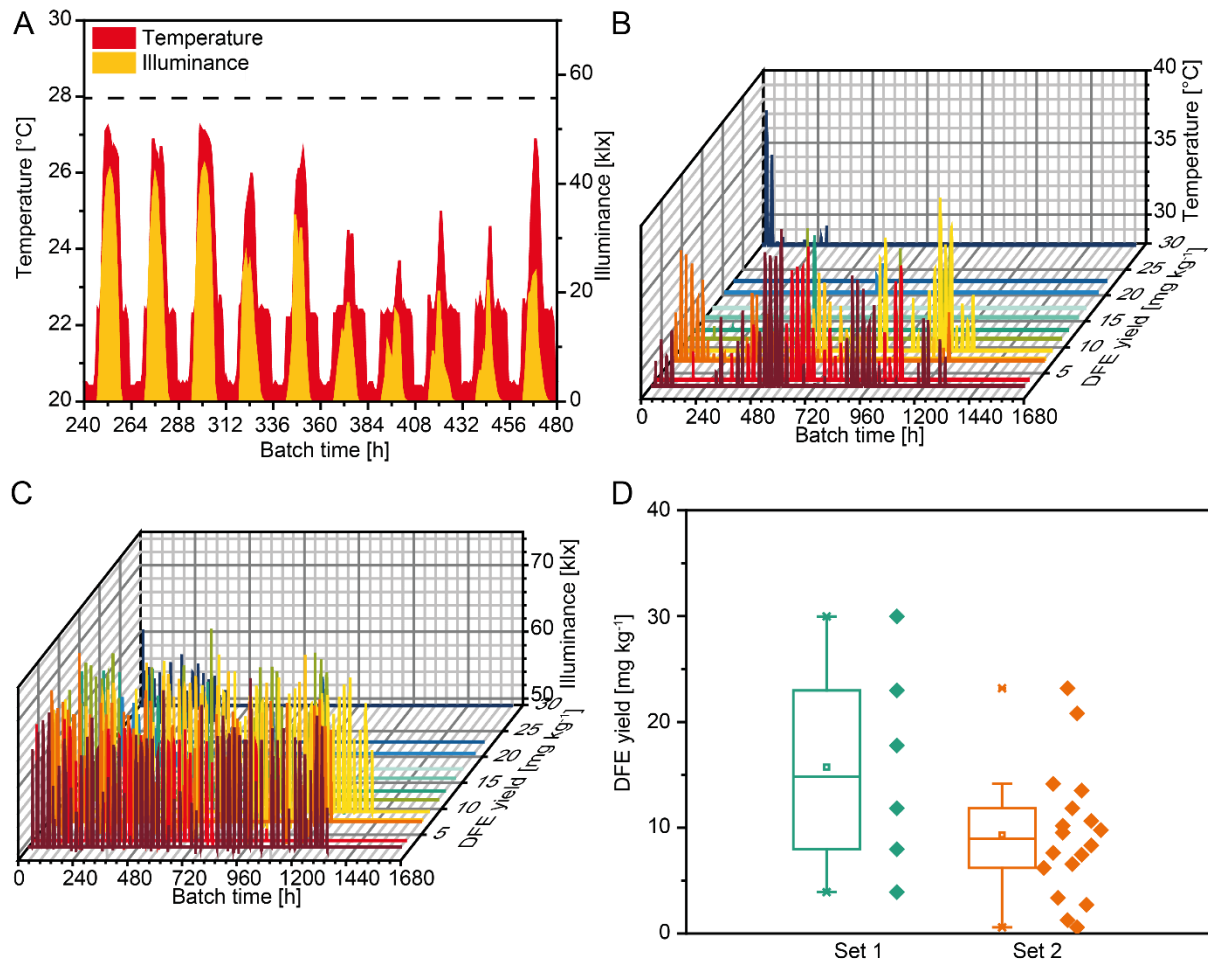 A
30
28
26
24
22
20
Temperature [°C]
Temperature
Illuminance
60
40
20
0
Illuminance [klx]
240 264 288 312 336 360 384 408 432 456 480
Batch time [h]
B
40
35
30
Temperature [°C]
30
25
20
15
10
5
DFE yield [mg kg⁻¹]
0 240 480 720 960 1200 1440 1680
Batch time [h]
C
70
60
50
Illuminance [klx]
30
25
20
15
10
5
DFE yield [mg kg⁻¹]
0 240 480 720 960 1200 1440 1680
Batch time [h]
D
40
30
20
10
0
DFE yield [mg kg⁻¹]
Set 1 Set 2